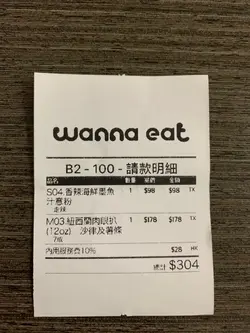 wanna eat
B2 - 100 - 請款明細
品名 數量 單價 金額
S04.香辣海鮮墨魚 1 $98 $98 TX
汁意粉
走辣
M03.紐西蘭肉眼扒 1 $178 $178 TX
(12oz) 沙律及薯條
7成
內用服務費10% $28 HK
總計 $304